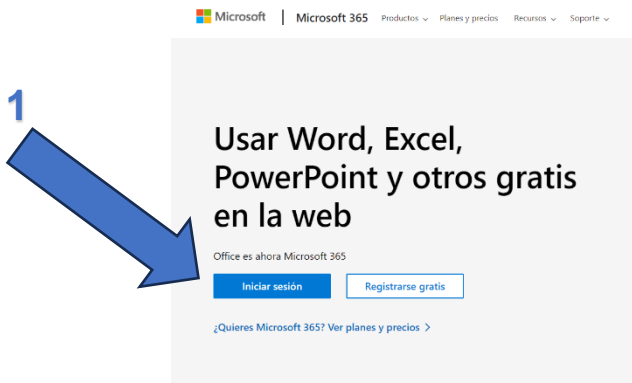 Microsoft | Microsoft 365 Productos Planes y precios Recursos Soporte
1
Usar Word, Excel,
PowerPoint y otros gratis
en la web
Office es ahora Microsoft 365
Iniciar sesión Registrarse gratis
¿Quieres Microsoft 365? Ver planes y precios >